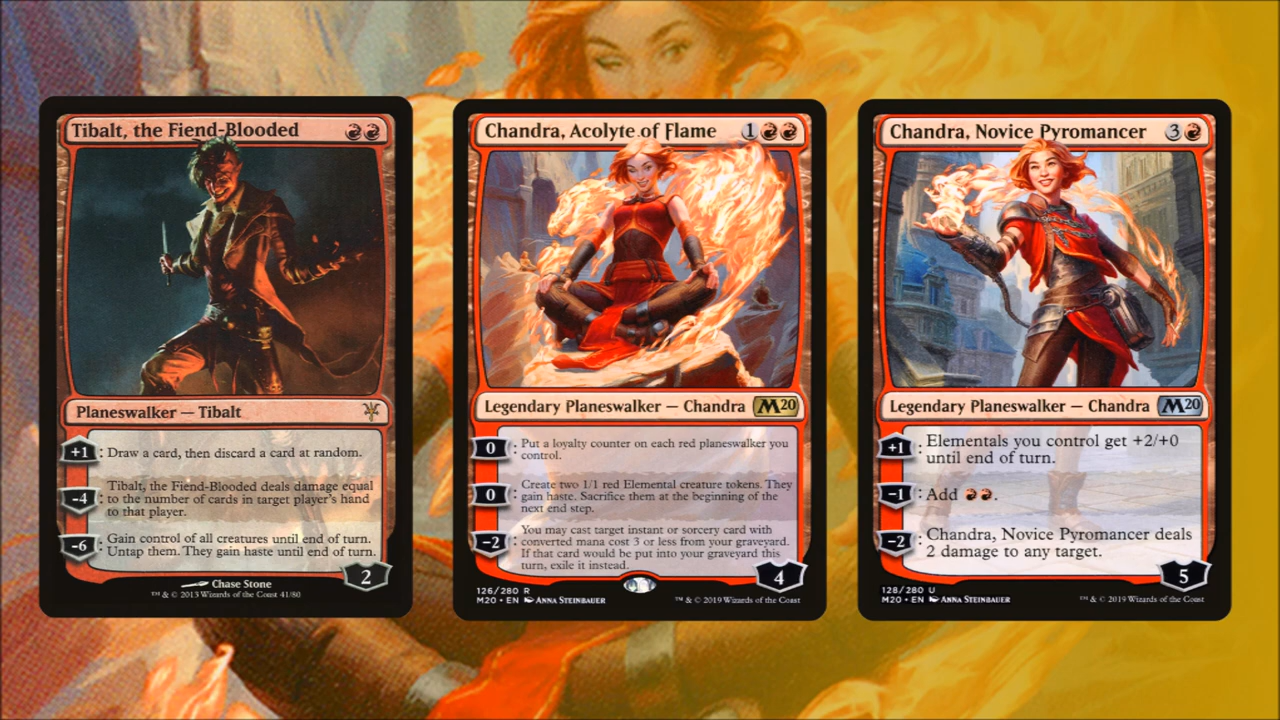 Tibalt, the Fiend-Blooded
Planeswalker — Tibalt
+1 : Draw a card, then discard a card at random.
Tibalt, the Fiend-Blooded deals damage equal
-4 : to the number of cards in target player's hand
to that player.
-6 : Gain control of all creatures until end of turn.
Untap them. They gain haste until end of turn.
2
Chase Stone
™ & © 2013 Wizards of the Coast 41/80
Chandra, Acolyte of Flame 1
Legendary Planeswalker — Chandra M20
0 : Put a loyalty counter on each red planeswalker you
control.
Create two 1/1 red Elemental creature tokens. They
0 : gain haste. Sacrifice them at the beginning of the
next end step.
You may cast target instant or sorcery card with
-2 : converted mana cost 3 or less from your graveyard.
If that card would be put into your graveyard this
turn, exile it instead.
4
126/280 R
M20 • EN Anna Steinbauer ™ & © 2019 Wizards of the Coast
Chandra, Novice Pyromancer 3
Legendary Planeswalker — Chandra M20
+1 : Elementals you control get +2/+0
until end of turn.
-1 : Add .
-2 : Chandra, Novice Pyromancer deals
2 damage to any target.
5
128/280 U
M20 • EN Anna Steinbauer ™ & © 2019 Wizards of the Coast